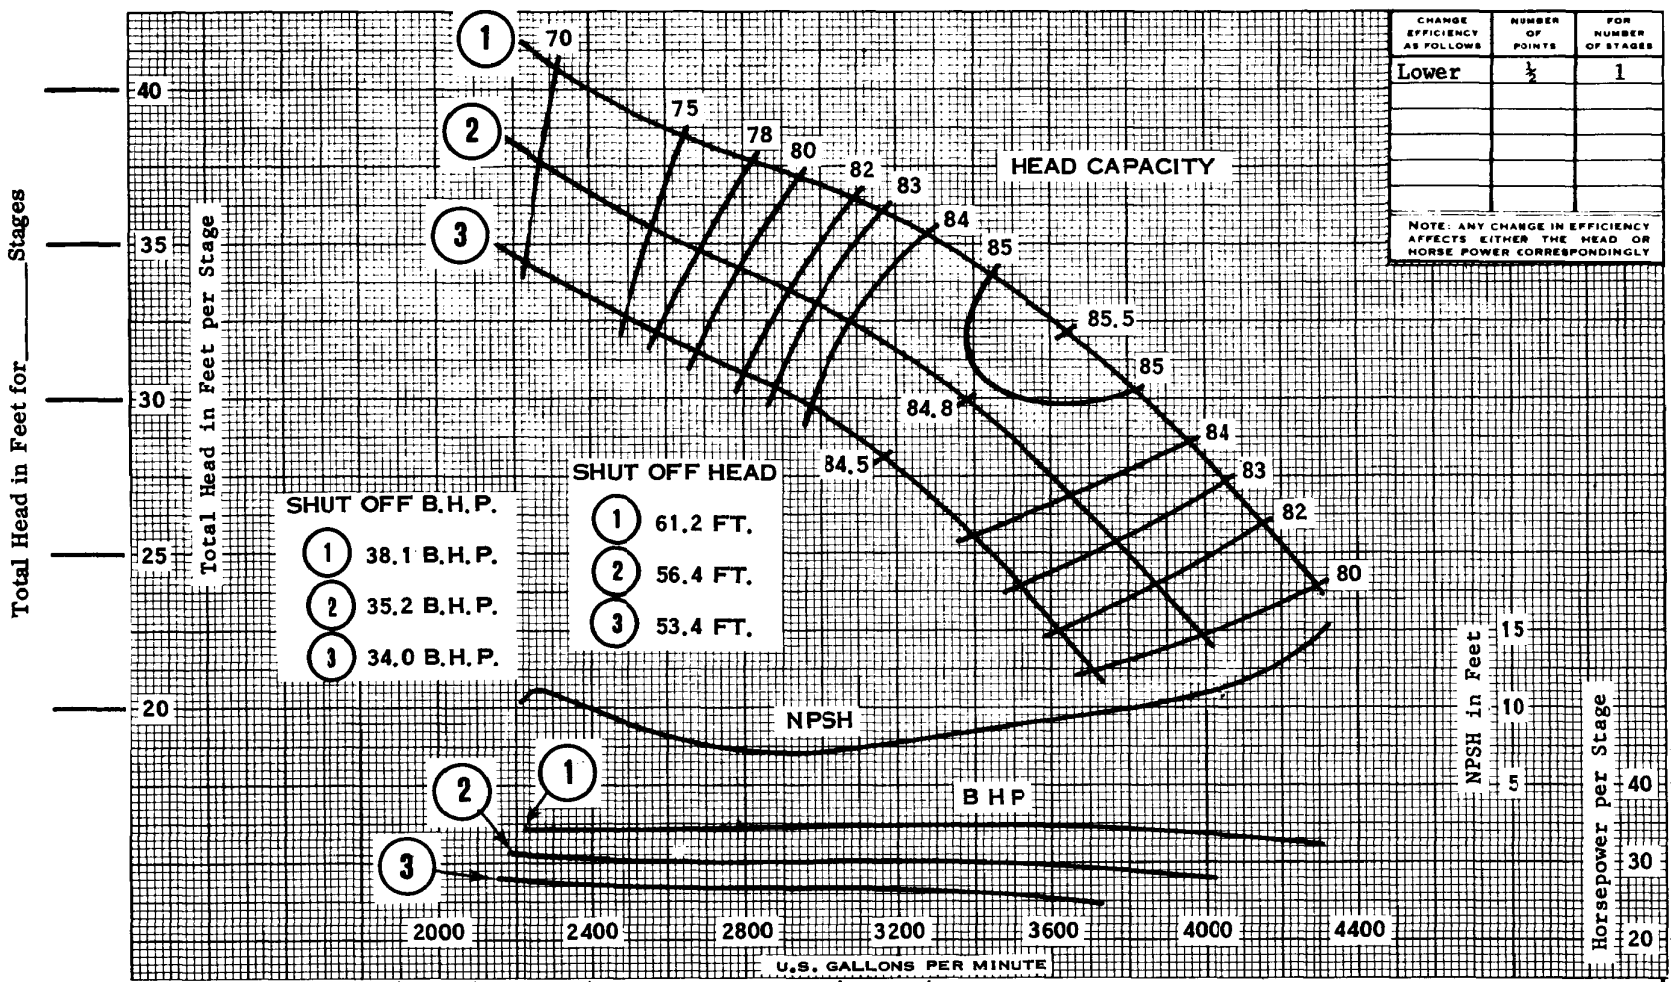 CHANGE EFFICIENCY AS FOLLOWS
NUMBER OF POINTS
FOR NUMBER OF STAGES
Lower ½ 1
NOTE: ANY CHANGE IN EFFICIENCY
AFFECTS EITHER THE HEAD OR
HORSE POWER CORRESPONDINGLY
Total Head in Feet for____Stages
Total Head in Feet per Stage
40
35
30
25
20
1
2
3
70
75
78
80
82
83
84
85
85.5
85
84
83
82
80
84.8
84.5
HEAD CAPACITY
SHUT OFF B.H.P.
1 38.1 B.H.P.
2 35.2 B.H.P.
3 34.0 B.H.P.
SHUT OFF HEAD
1 61.2 FT.
2 56.4 FT.
3 53.4 FT.
NPSH
NPSH in Feet
15
10
5
B H P
1
2
3
Horsepower per Stage
40
30
20
2000 2400 2800 3200 3600 4000 4400
U.S. GALLONS PER MINUTE